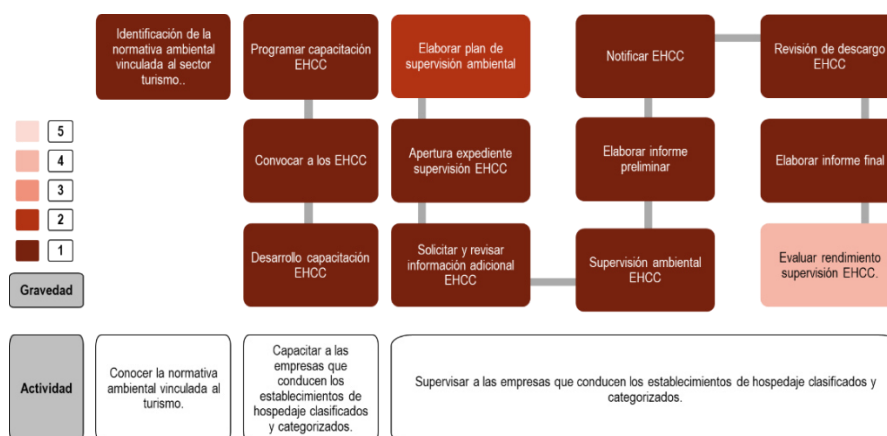 Identificación de la
normativa ambiental
vinculada al sector
turismo..
Programar capacitación
EHCC
Elaborar plan de
supervisión ambiental
Notificar EHCC
Revisión de descargo
EHCC
5
4
3
2
1
Gravedad
Convocar a los EHCC
Apertura expediente
supervisión EHCC
Elaborar informe
preliminar
Elaborar informe final
Desarrollo capacitación
EHCC
Solicitar y revisar
información adicional
EHCC
Supervisión ambiental
EHCC
Evaluar rendimiento
supervisión EHCC.
Actividad
Conocer la normativa
ambiental vinculada al
turismo.
Capacitar a las
empresas que
conducen los
establecimientos de
hospedaje clasificados
y categorizados.
Supervisar a las empresas que conducen los establecimientos de hospedaje clasificados y
categorizados.